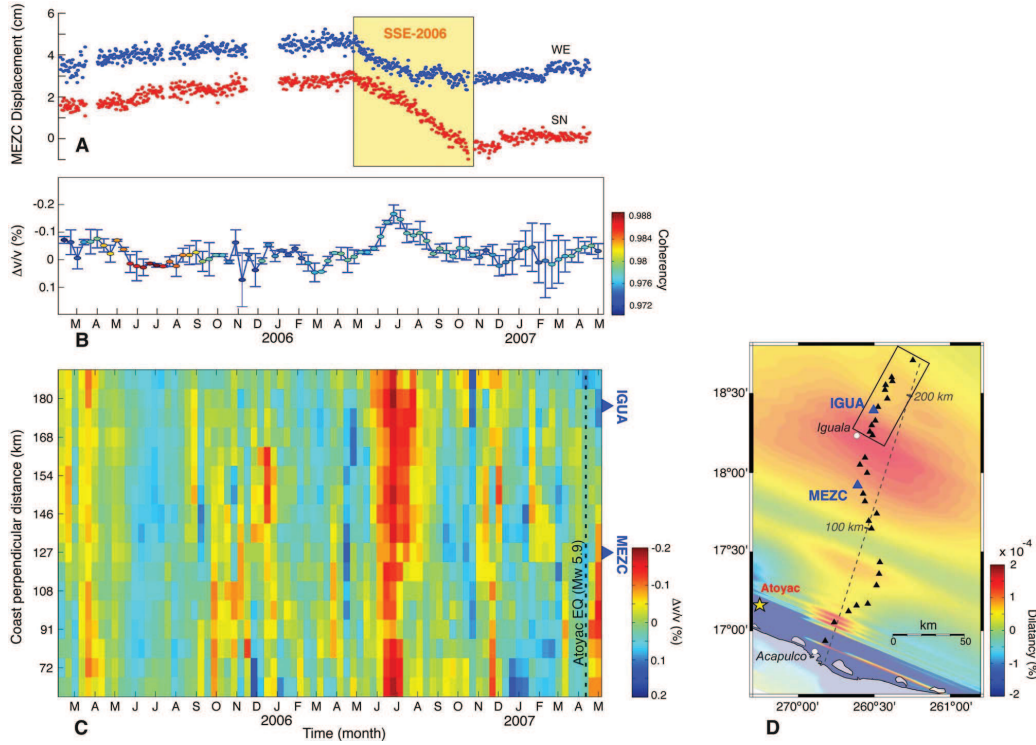 MEZC Displacement (cm)
6
4
2
0
SSE-2006
WE
SN
A
Δv/v (%)
-0.2
-0.1
0
0.1
0.988
0.984
0.98
0.976
0.972
Coherency
M A M J J A S O N D J F M A M J J A S O N D J F M A M
2006
2007
B
Coast perpendicular distance (km)
180
168
154
146
127
108
91
72
IGUA
MEZC
Atoyac EQ (Mw 5.9)
-0.2
-0.1
0
0.1
0.2
Δv/v (%)
M A M J J A S O N D J F M A M J J A S O N D J F M A M
2006
2007
C
Time (month)
18°30'
18°00'
17°30'
17°00'
IGUA
200 km
Iguala
MEZC
100 km
Atoyac
km
0
50
Acapulco
270°00'
260°30'
261°00'
x 10⁻⁴
2
1
0
-1
-2
Dilatancy (%)
D